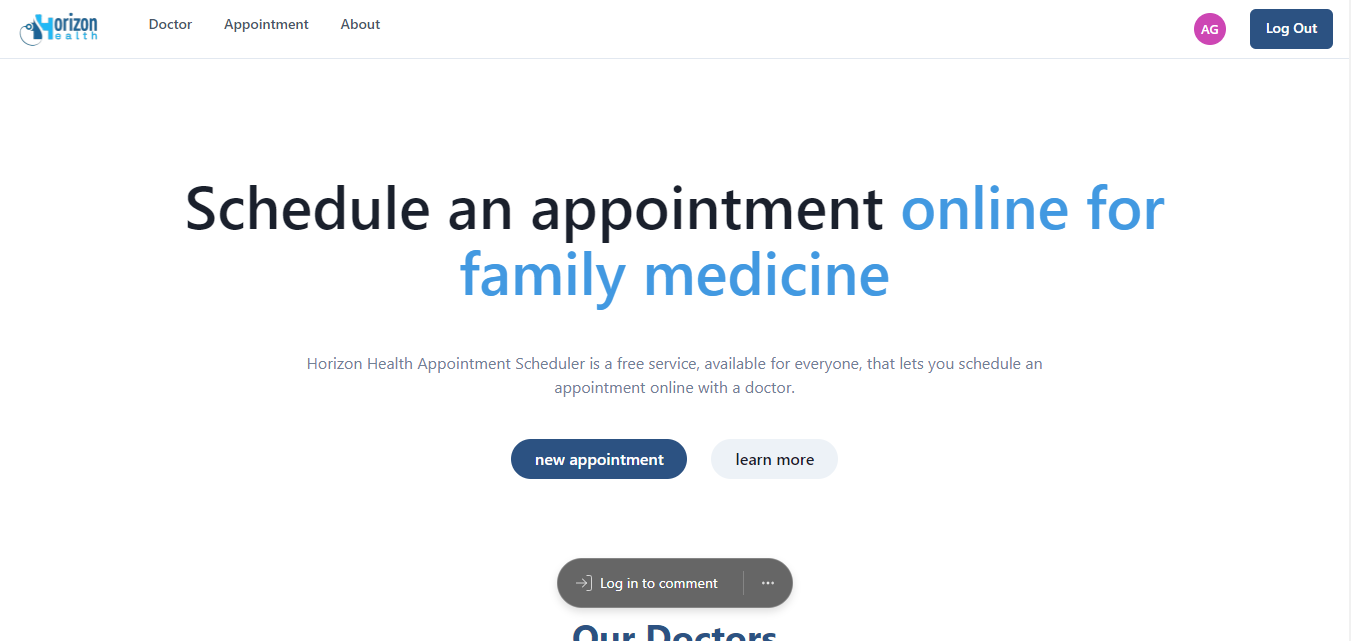 Horizon
ealth
Doctor
Appointment
About
AG
Log Out
Schedule an appointment online for
family medicine
Horizon Health Appointment Scheduler is a free service, available for everyone, that lets you schedule an
appointment online with a doctor.
new appointment
learn more
Log in to comment
Our Doctors